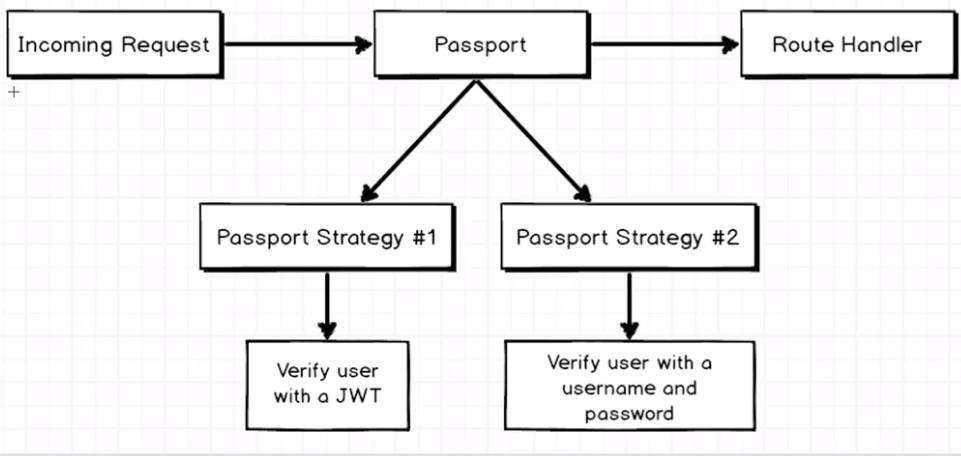 Incoming Request
Passport
Route Handler
Passport Strategy #1
Passport Strategy #2
Verify user
with a JWT
Verify user with a
username and
password